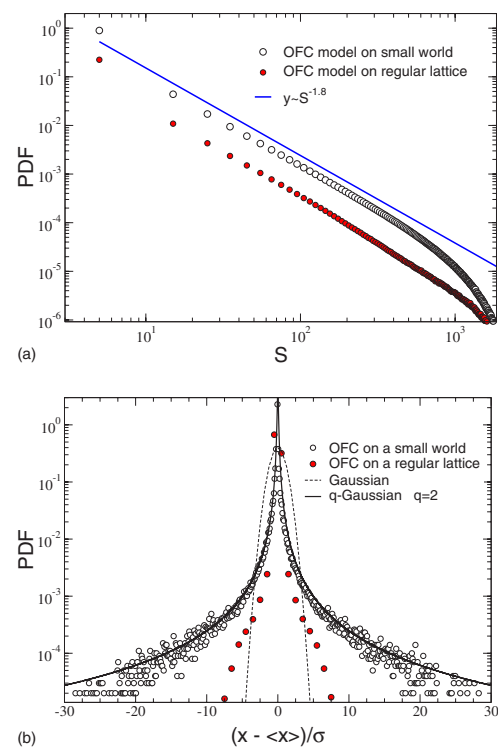 10^0
OFC model on small world
OFC model on regular lattice
y~S^-1.8
10^-1
10^-2
10^-3
10^-4
10^-5
10^-6
PDF
10^1
10^2
10^3
S
(a)
10^0
OFC on a small world
OFC on a regular lattice
Gaussian
q-Gaussian q=2
10^-1
10^-2
10^-3
10^-4
PDF
-30
-20
-10
0
10
20
30
(x - <x>)/σ
(b)